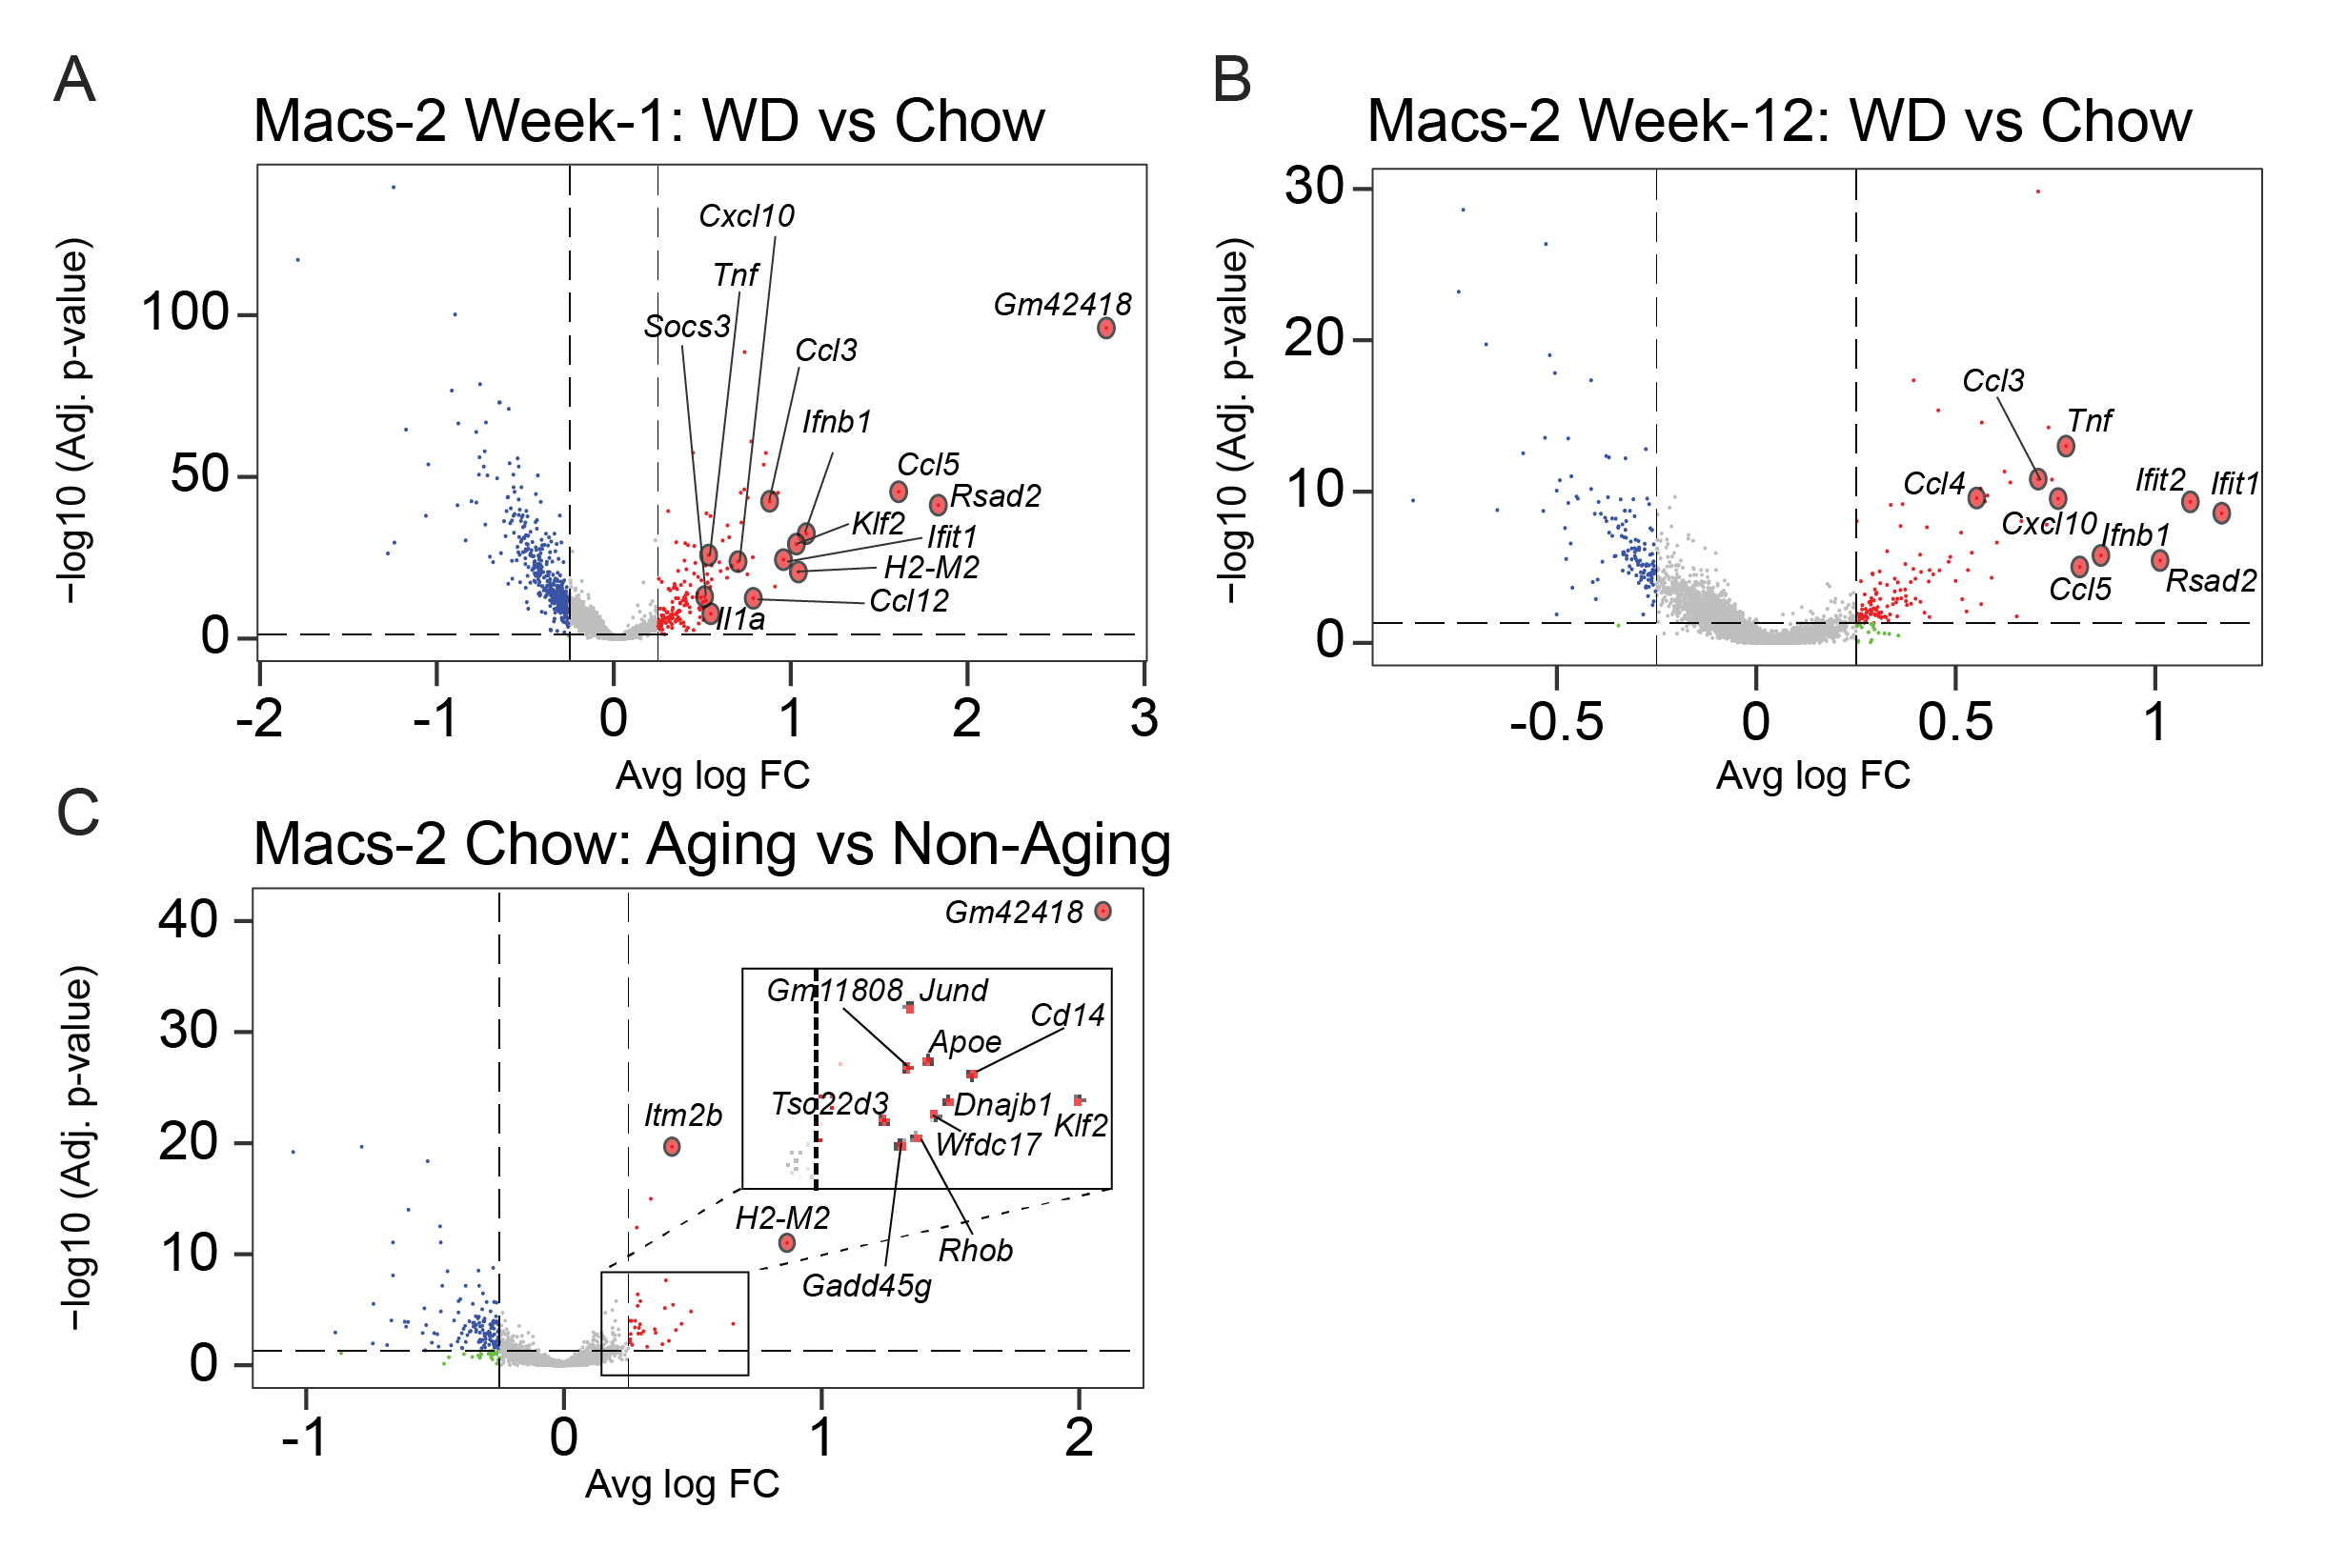 A
Macs-2 Week-1: WD vs Chow
−log10 (Adj. p-value)
100
50
0
-2
-1
0
1
2
3
Avg log FC
Cxcl10
Tnf
Socs3
Ccl3
Gm42418
Ifnb1
Ccl5
Rsad2
Klf2
Ifit1
H2-M2
Ccl12
Il1a
B
Macs-2 Week-12: WD vs Chow
−log10 (Adj. p-value)
30
20
10
0
-0.5
0
0.5
1
Avg log FC
Ccl3
Tnf
Ccl4
Ifit2
Ifit1
Cxcl10
Ifnb1
Ccl5
Rsad2
C
Macs-2 Chow: Aging vs Non-Aging
−log10 (Adj. p-value)
40
30
20
10
0
-1
0
1
2
Avg log FC
Gm42418
Gm11808
Jund
Cd14
Apoe
Tsc22d3
Dnajb1
Klf2
Wfdc17
Itm2b
H2-M2
Rhob
Gadd45g